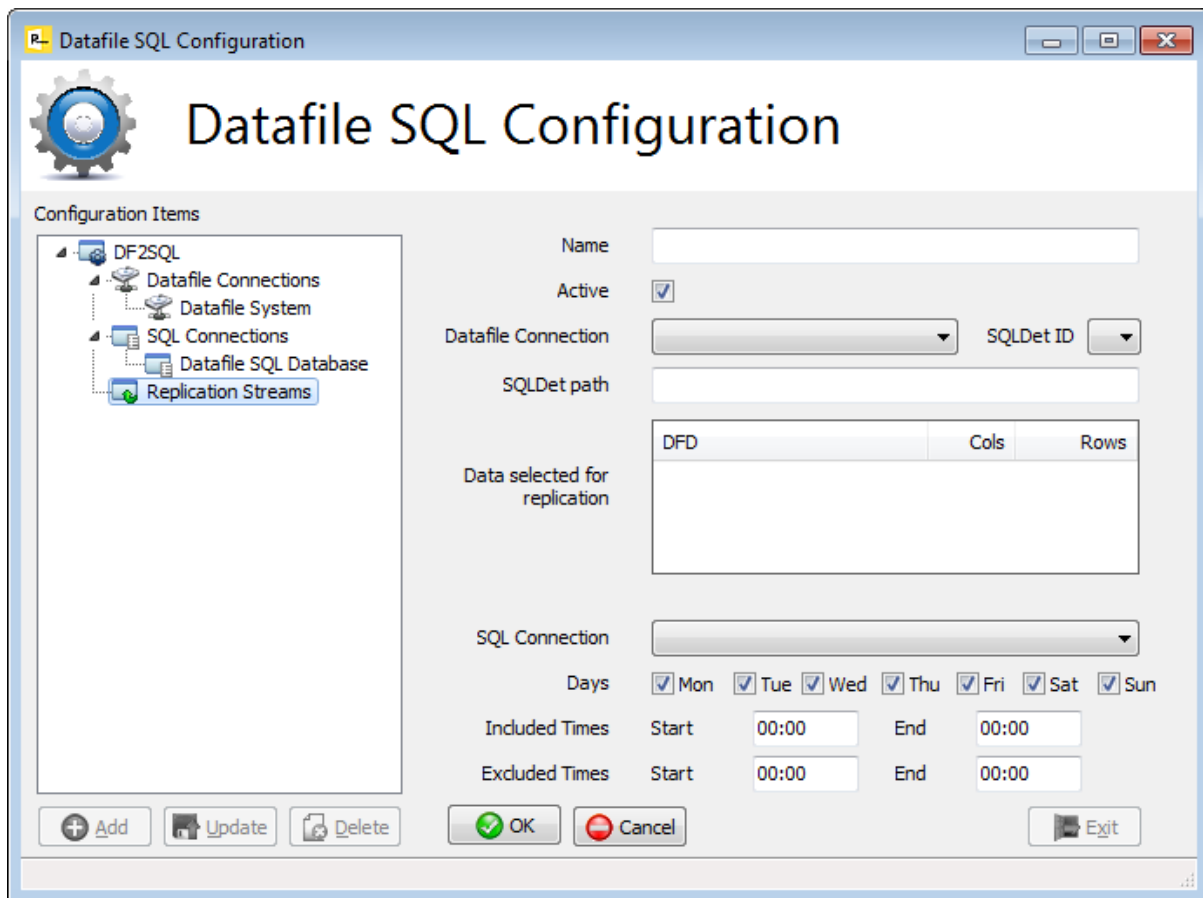 Datafile SQL Configuration
Datafile SQL Configuration
Configuration Items
DF2SQL
Datafile Connections
Datafile System
SQL Connections
Datafile SQL Database
Replication Streams
Name
Active
Datafile Connection
SQLDet ID
SQLDet path
DFD Cols Rows
Data selected for
replication
SQL Connection
Days Mon Tue Wed Thu Fri Sat Sun
Included Times Start 00:00 End 00:00
Excluded Times Start 00:00 End 00:00
Add Update Delete OK Cancel Exit